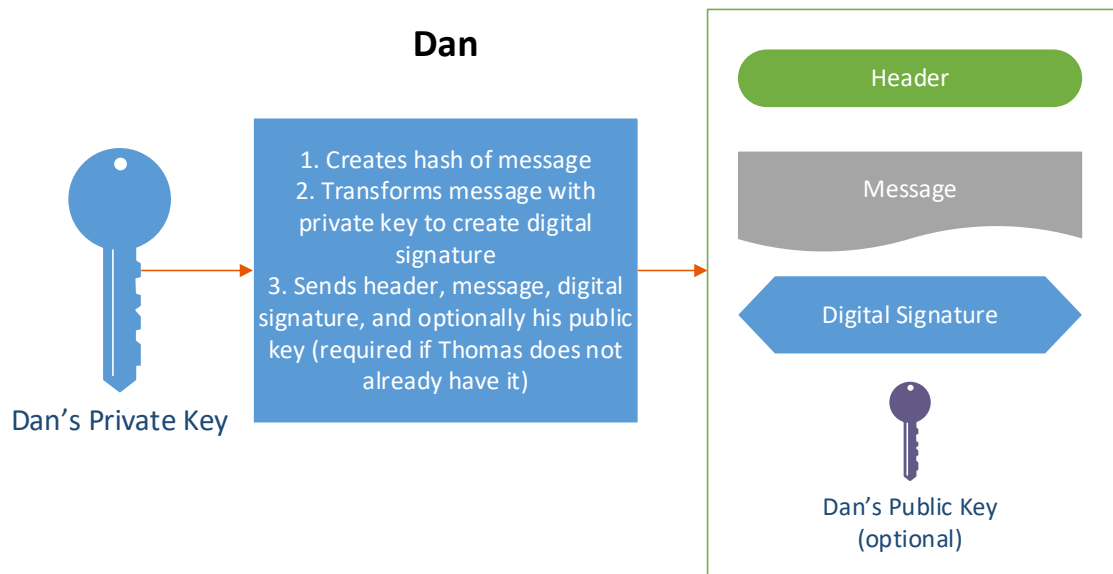 Dan
Dan’s Private Key
1. Creates hash of message
2. Transforms message with
private key to create digital
signature
3. Sends header, message, digital
signature, and optionally his public
key (required if Thomas does not
already have it)
Header
Message
Digital Signature
Dan’s Public Key
(optional)